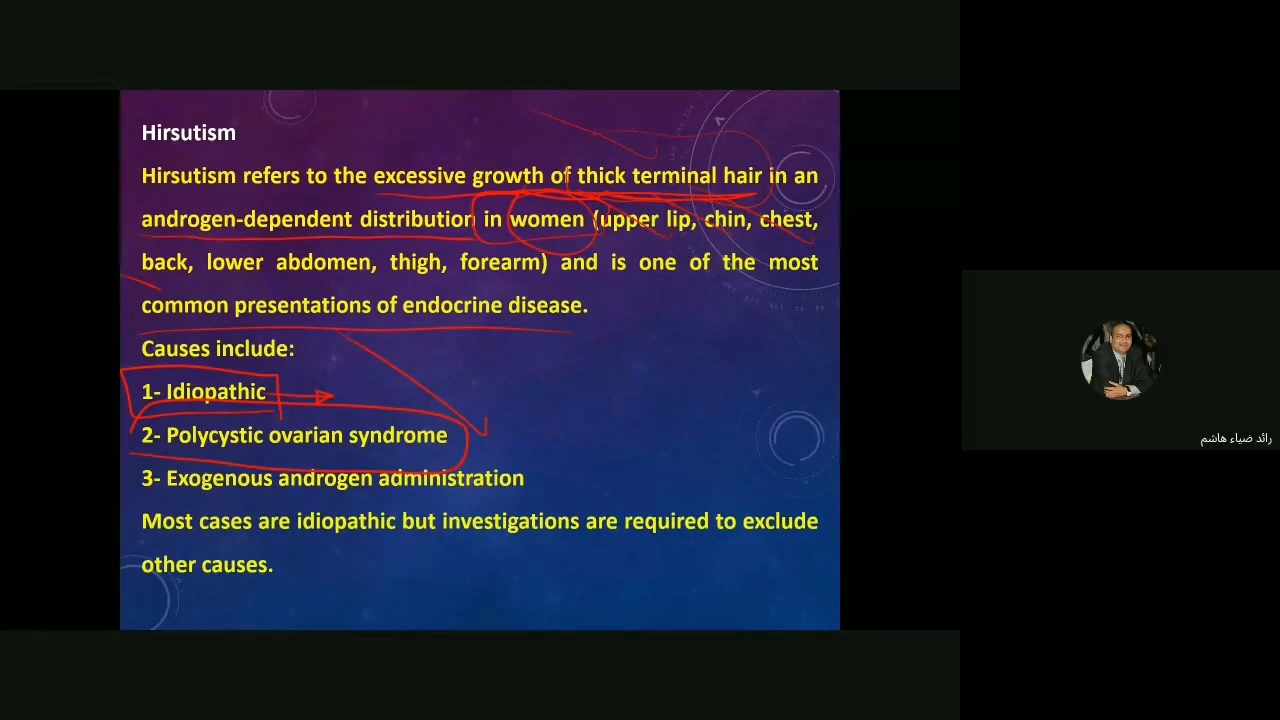 Hirsutism
Hirsutism refers to the excessive growth of thick terminal hair in an
androgen-dependent distribution in women (upper lip, chin, chest,
back, lower abdomen, thigh, forearm) and is one of the most
common presentations of endocrine disease.
Causes include:
1- Idiopathic
2- Polycystic ovarian syndrome
3- Exogenous androgen administration
Most cases are idiopathic but investigations are required to exclude
other causes.
رائد ضياء هاشم